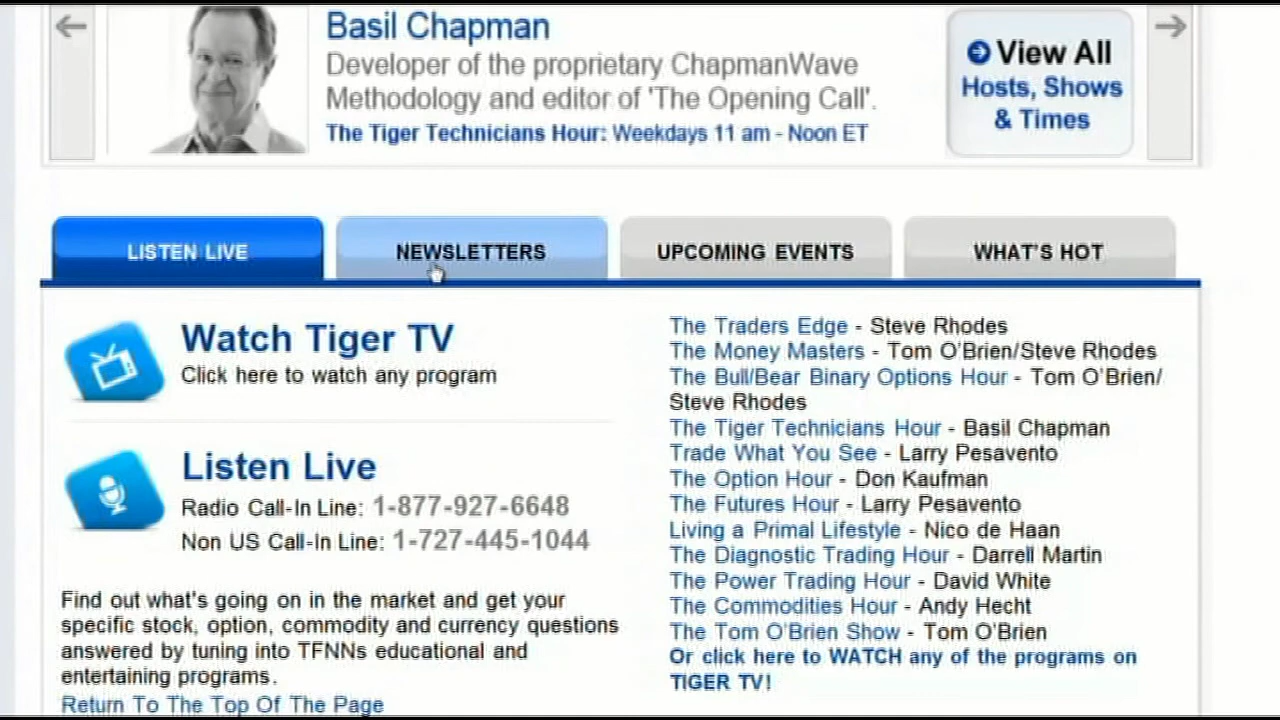 Basil Chapman
Developer of the proprietary ChapmanWave
Methodology and editor of 'The Opening Call'.
The Tiger Technicians Hour: Weekdays 11 am - Noon ET
View All
Hosts, Shows
& Times
LISTEN LIVE
NEWSLETTERS
UPCOMING EVENTS
WHAT'S HOT
Watch Tiger TV
Click here to watch any program
Listen Live
Radio Call-In Line: 1-877-927-6648
Non US Call-In Line: 1-727-445-1044
Find out what's going on in the market and get your
specific stock, option, commodity and currency questions
answered by tuning into TFNNs educational and
entertaining programs.
Return To The Top Of The Page
The Traders Edge - Steve Rhodes
The Money Masters - Tom O'Brien/Steve Rhodes
The Bull/Bear Binary Options Hour - Tom O'Brien/
Steve Rhodes
The Tiger Technicians Hour - Basil Chapman
Trade What You See - Larry Pesavento
The Option Hour - Don Kaufman
The Futures Hour - Larry Pesavento
Living a Primal Lifestyle - Nico de Haan
The Diagnostic Trading Hour - Darrell Martin
The Power Trading Hour - David White
The Commodities Hour - Andy Hecht
The Tom O'Brien Show - Tom O'Brien
Or click here to WATCH any of the programs on
TIGER TV!